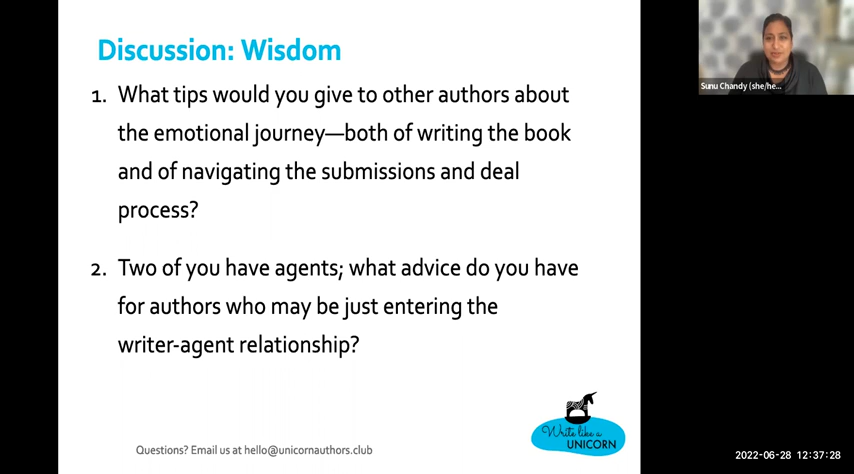 Discussion: Wisdom
1. What tips would you give to other authors about
the emotional journey—both of writing the book
and of navigating the submissions and deal
process?
2. Two of you have agents; what advice do you have
for authors who may be just entering the
writer-agent relationship?
Questions? Email us at hello@unicornauthors.club
Write like a
UNICORN
Sunu Chandy (she/he...
2022-06-28 12:37:28